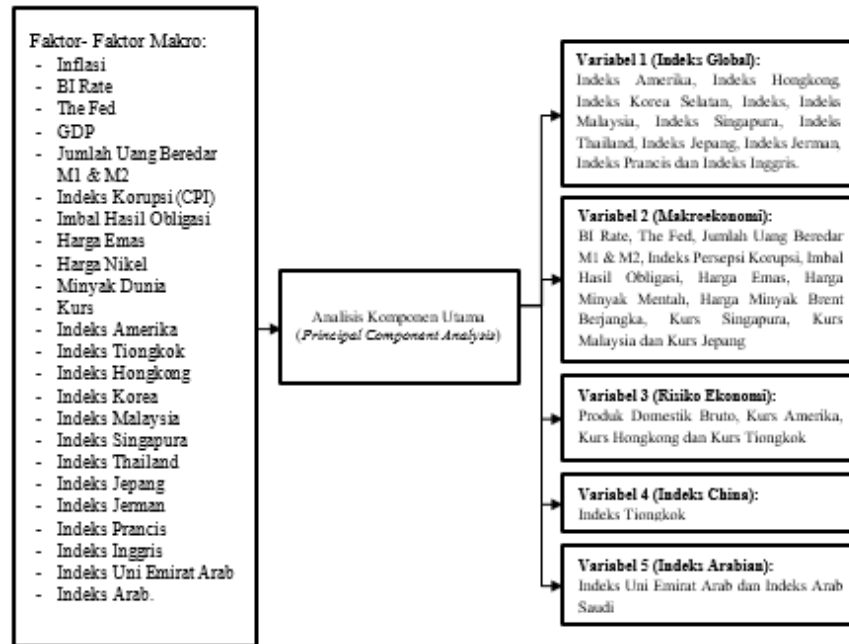 Faktor- Faktor Makro:
- Inflasi
- BI Rate
- The Fed
- GDP
- Jumlah Uang Beredar
M1 & M2
- Indeks Korupsi (CPI)
- Imbal Hasil Obligasi
- Harga Emas
- Harga Nikel
- Minyak Dunia
- Kurs
- Indeks Amerika
- Indeks Tiongkok
- Indeks Hongkong
- Indeks Korea
- Indeks Malaysia
- Indeks Singapura
- Indeks Thailand
- Indeks Jepang
- Indeks Jerman
- Indeks Prancis
- Indeks Inggris
- Indeks Uni Emirat Arab
- Indeks Arab.
Analisis Komponen Utama
(Principal Component Analysis)
Variabel 1 (Indeks Global):
Indeks Amerika, Indeks Hongkong,
Indeks Korea Selatan, Indeks, Indeks
Malaysia, Indeks Singapura, Indeks
Thailand, Indeks Jepang, Indeks Jerman,
Indeks Prancis dan Indeks Inggris.
Variabel 2 (Makroekonomi):
BI Rate, The Fed, Jumlah Uang Beredar
M1 & M2, Indeks Persepsi Korupsi, Imbal
Hasil Obligasi, Harga Emas, Harga
Minyak Mentah, Harga Minyak Brent
Berjangka, Kurs Singapura, Kurs
Malaysia dan Kurs Jepang
Variabel 3 (Risiko Ekonomi):
Produk Domestik Bruto, Kurs Amerika,
Kurs Hongkong dan Kurs Tiongkok
Variabel 4 (Indeks China):
Indeks Tiongkok
Variabel 5 (Indeks Arabian):
Indeks Uni Emirat Arab dan Indeks Arab
Saudi